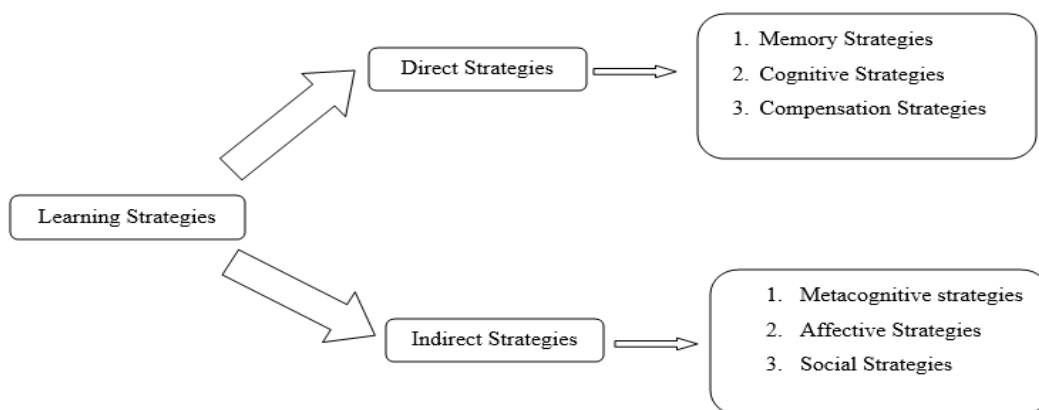 Learning Strategies
Direct Strategies
1. Memory Strategies
2. Cognitive Strategies
3. Compensation Strategies
Indirect Strategies
1. Metacognitive strategies
2. Affective Strategies
3. Social Strategies